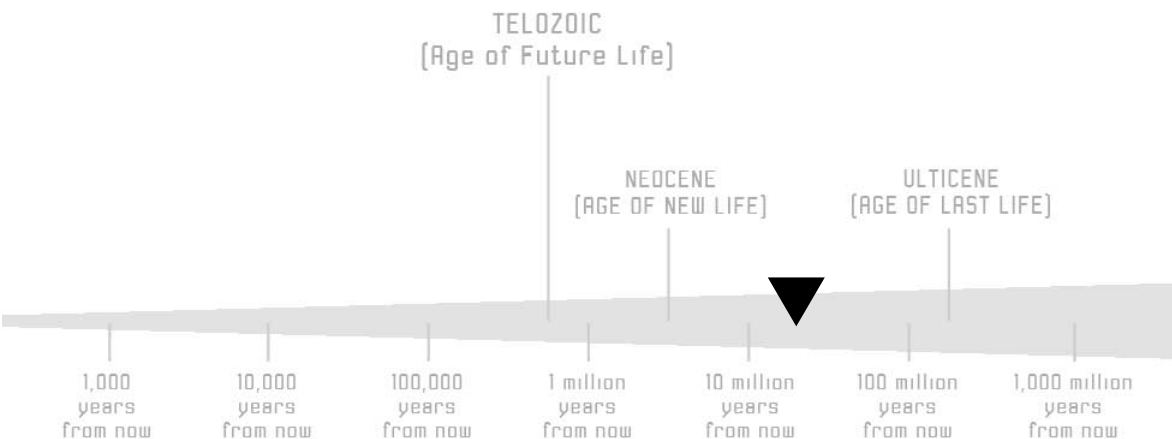 TELOZOIC
(Age of Future Life)
NEOCENE
(AGE OF NEW LIFE)
ULTICENE
(AGE OF LAST LIFE)
1,000
years
from now
10,000
years
from now
100,000
years
from now
1 million
years
from now
10 million
years
from now
100 million
years
from now
1,000 million
years
from now